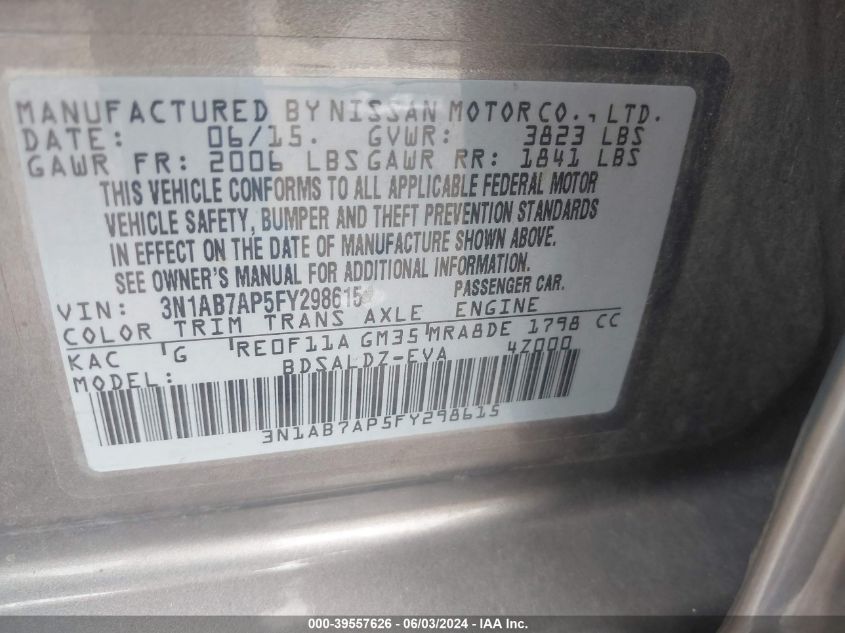 MANUFACTURED BY NISSAN MOTOR CO., LTD.
DATE: 06/15. GVWR: 3823 LBS
GAWR FR: 2006 LBS GAWR RR: 1841 LBS
THIS VEHICLE CONFORMS TO ALL APPLICABLE FEDERAL MOTOR
VEHICLE SAFETY, BUMPER AND THEFT PREVENTION STANDARDS
IN EFFECT ON THE DATE OF MANUFACTURE SHOWN ABOVE.
SEE OWNER'S MANUAL FOR ADDITIONAL INFORMATION.
PASSENGER CAR.
VIN: 3N1AB7AP5FY298615
COLOR TRIM TRANS AXLE ENGINE
KAC G RE0F11A GM35 MRA8DE 1798 CC
MODEL: BDSALDZ-EVA 4Z000
3N1AB7AP5FY298615
000-39557626 - 06/03/2024 - IAA Inc.